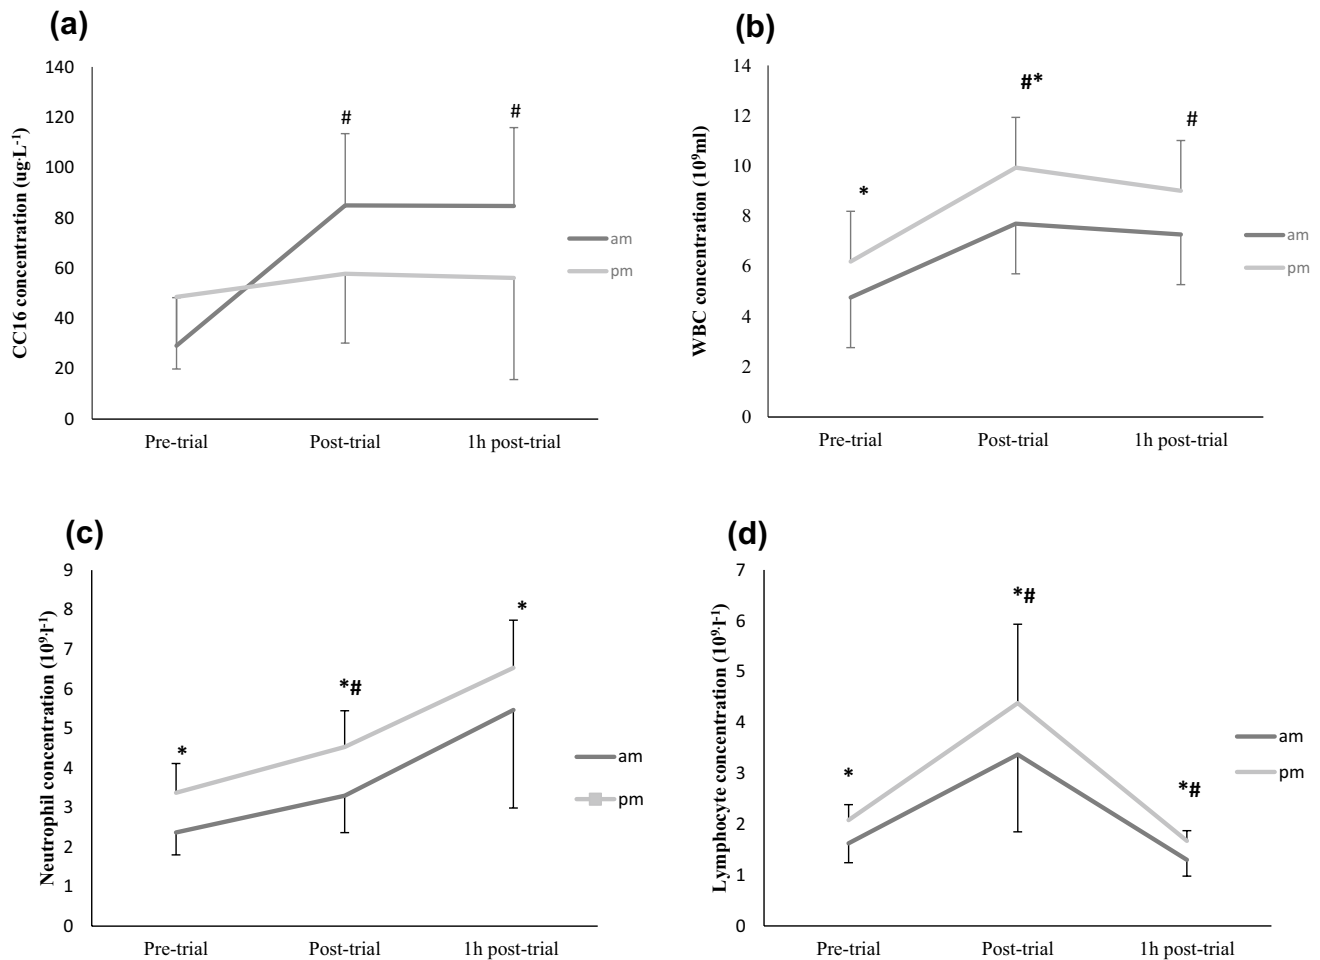 (a)
CC16 concentration (ug·L-1)
140
120
100
80
60
40
20
0
#
#
am
pm
Pre-trial
Post-trial
1h post-trial
(b)
WBC concentration (10⁹ml)
14
12
10
8
6
4
2
0
*
#*
#
am
pm
Pre-trial
Post-trial
1h post-trial
(c)
Neutrophil concentration (10⁹·l-1)
9
8
7
6
5
4
3
2
1
0
*
*#
*
am
pm
Pre-trial
Post-trial
1h post-trial
(d)
Lymphocyte concentration (10⁹·l-1)
7
6
5
4
3
2
1
0
*
*#
*#
am
pm
Pre-trial
Post-trial
1h post-trial